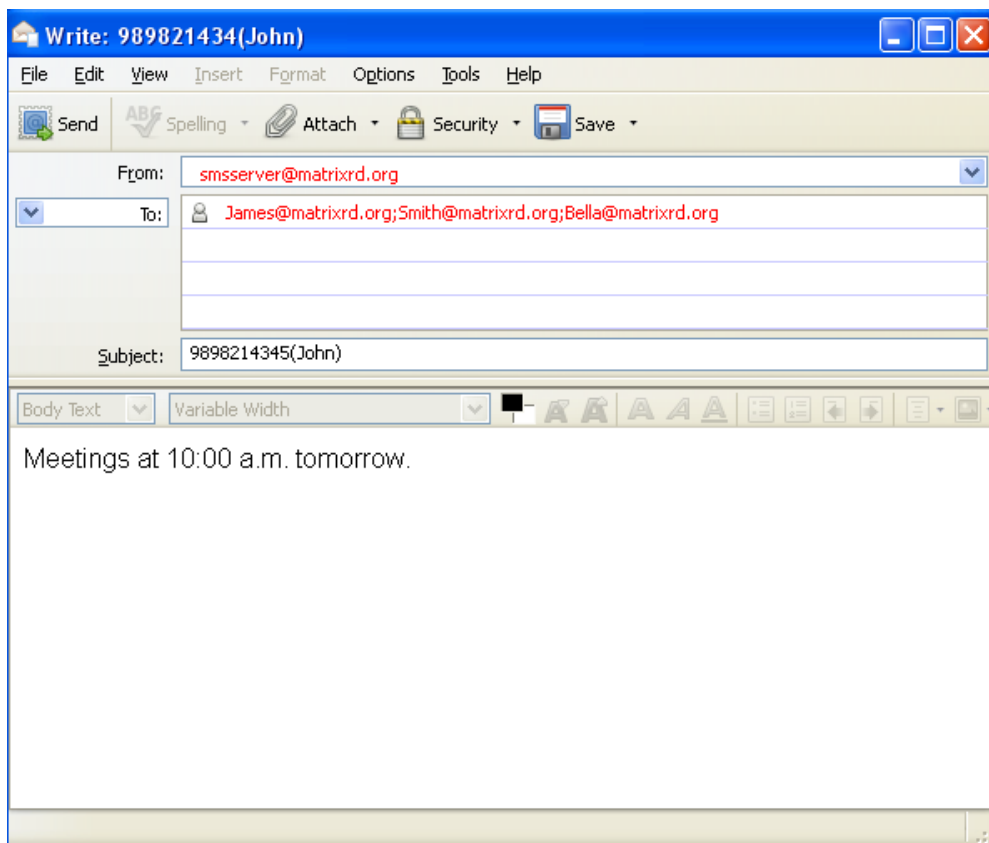 Write: 989821434(John)
File Edit View Insert Format Options Tools Help
Send ABC Spelling Attach Security Save
From: smsserver@matrixrd.org
To: James@matrixrd.org;Smith@matrixrd.org;Bella@matrixrd.org
Subject: 9898214345(John)
Body Text Variable Width A A A A A
Meetings at 10:00 a.m. tomorrow.